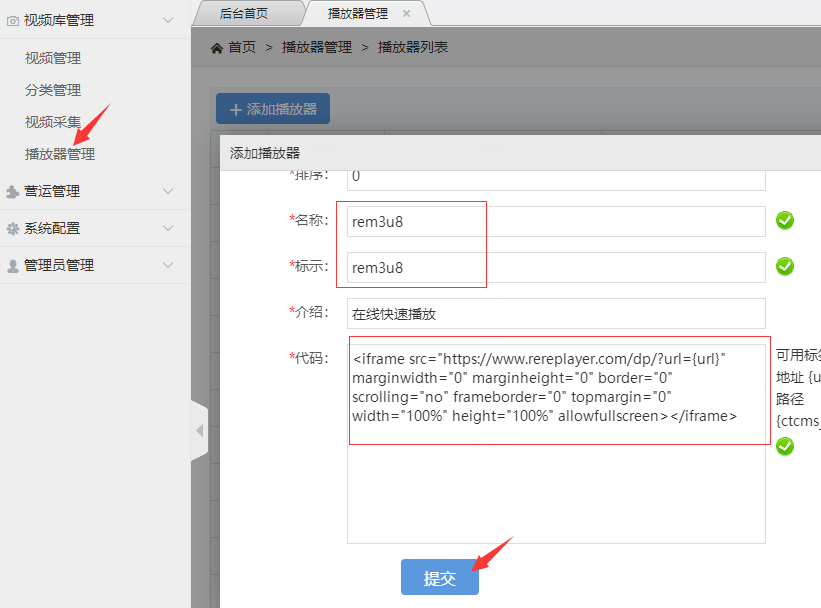 视频库管理
视频管理
分类管理
视频采集
播放器管理
营运管理
系统配置
管理员管理
后台首页
播放器管理 ×
首页 > 播放器管理 > 播放器列表
+ 添加播放器
添加播放器
*排序： 0
*名称： rem3u8
*标示： rem3u8
*介绍： 在线快速播放
*代码：
<iframe src="https://www.rereplayer.com/dp/?url={url}"
marginwidth="0" marginheight="0" border="0"
scrolling="no" frameborder="0" topmargin="0"
width="100%" height="100%" allowfullscreen></iframe>
可用标
地址 {u
路径
{ctcms_
提交